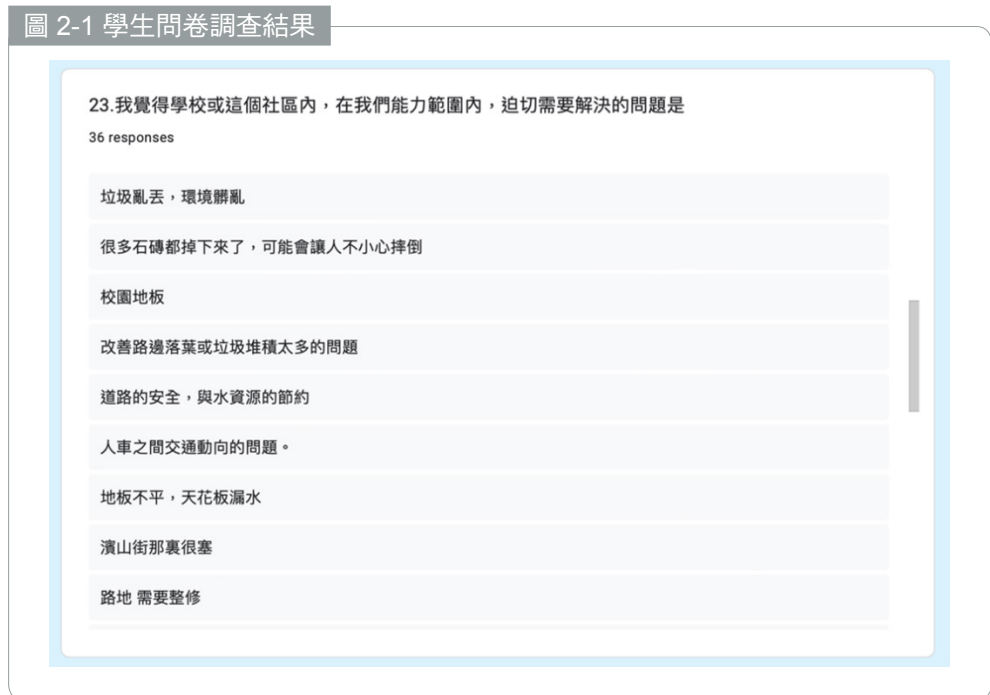 圖 2-1 學生問卷調查結果
23.我覺得學校或這個社區內，在我們能力範圍內，迫切需要解決的問題是
36 responses
垃圾亂丟，環境髒亂
很多石磚都掉下來了，可能會讓人不小心摔倒
校園地板
改善路邊落葉或垃圾堆積太多的問題
道路的安全，與水資源的節約
人車之間交通動向的問題。
地板不平，天花板漏水
濱山街那裏很塞
路地 需要整修